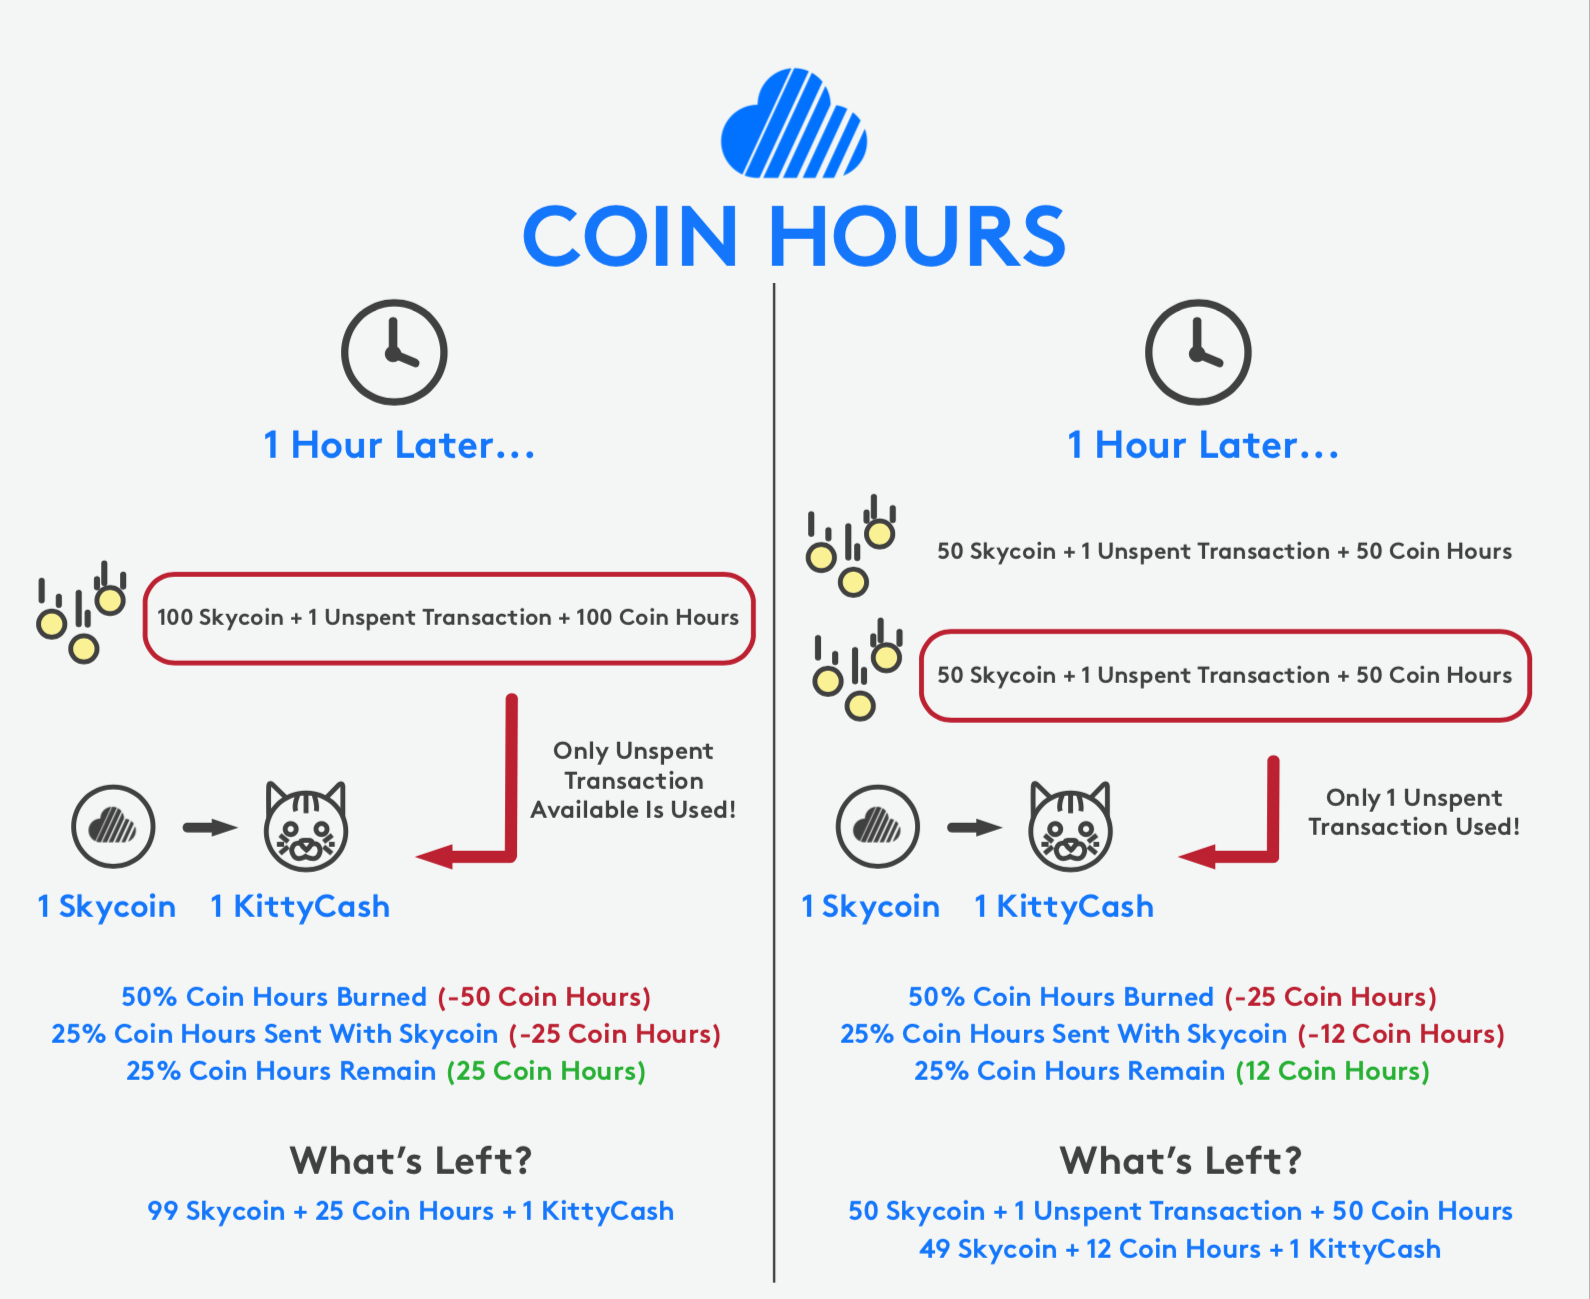 COIN HOURS
1 Hour Later...
100 Skycoin + 1 Unspent Transaction + 100 Coin Hours
Only Unspent
Transaction
Available Is Used!
1 Skycoin
1 KittyCash
50% Coin Hours Burned (-50 Coin Hours)
25% Coin Hours Sent With Skycoin (-25 Coin Hours)
25% Coin Hours Remain (25 Coin Hours)
What's Left?
99 Skycoin + 25 Coin Hours + 1 KittyCash
1 Hour Later...
50 Skycoin + 1 Unspent Transaction + 50 Coin Hours
50 Skycoin + 1 Unspent Transaction + 50 Coin Hours
Only 1 Unspent
Transaction Used!
1 Skycoin
1 KittyCash
50% Coin Hours Burned (-25 Coin Hours)
25% Coin Hours Sent With Skycoin (-12 Coin Hours)
25% Coin Hours Remain (12 Coin Hours)
What's Left?
50 Skycoin + 1 Unspent Transaction + 50 Coin Hours
49 Skycoin + 12 Coin Hours + 1 KittyCash